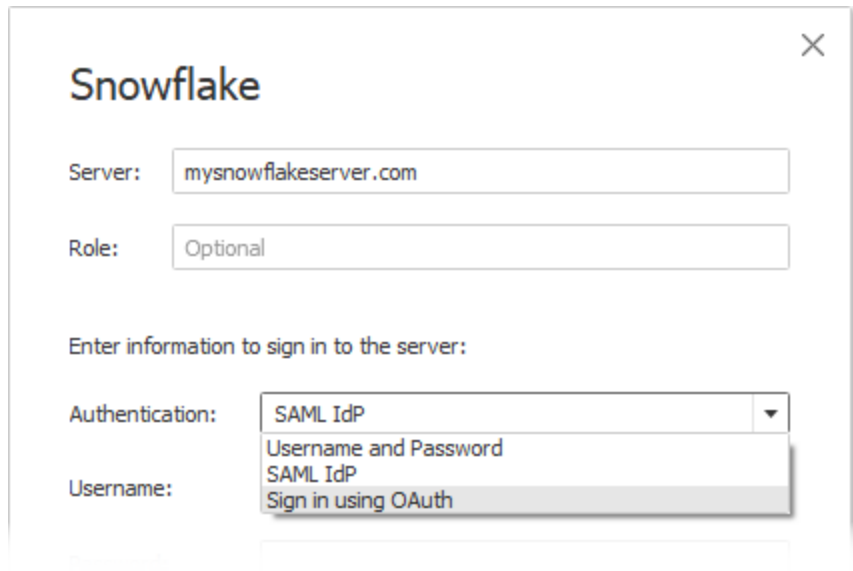 Snowflake
Server: mysnowflakeserver.com
Role: Optional
Enter information to sign in to the server:
Authentication: SAML IdP
Username and Password
SAML IdP
Username:
Sign in using OAuth